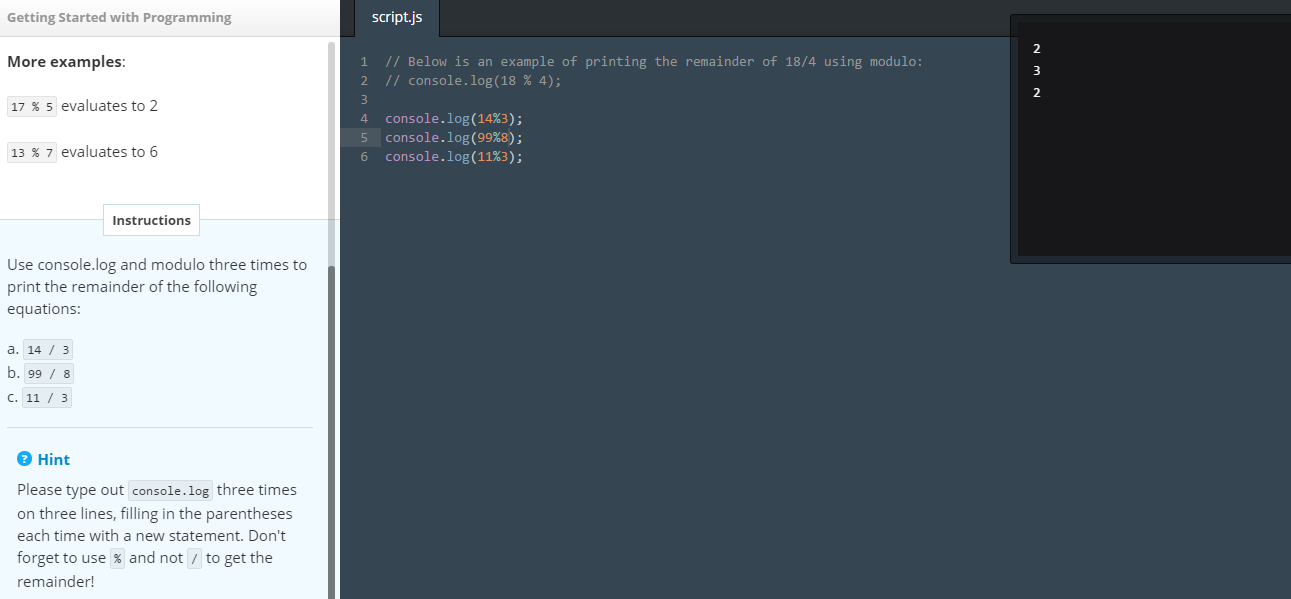 Getting Started with Programming
More examples:
17 % 5 evaluates to 2
13 % 7 evaluates to 6
Instructions
Use console.log and modulo three times to
print the remainder of the following
equations:
a. 14 / 3
b. 99 / 8
c. 11 / 3
? Hint
Please type out console.log three times
on three lines, filling in the parentheses
each time with a new statement. Don't
forget to use % and not / to get the
remainder!
script.js
1 // Below is an example of printing the remainder of 18/4 using modulo:
2 // console.log(18 % 4);
3
4 console.log(14%3);
5 console.log(99%8);
6 console.log(11%3);
2
3
2